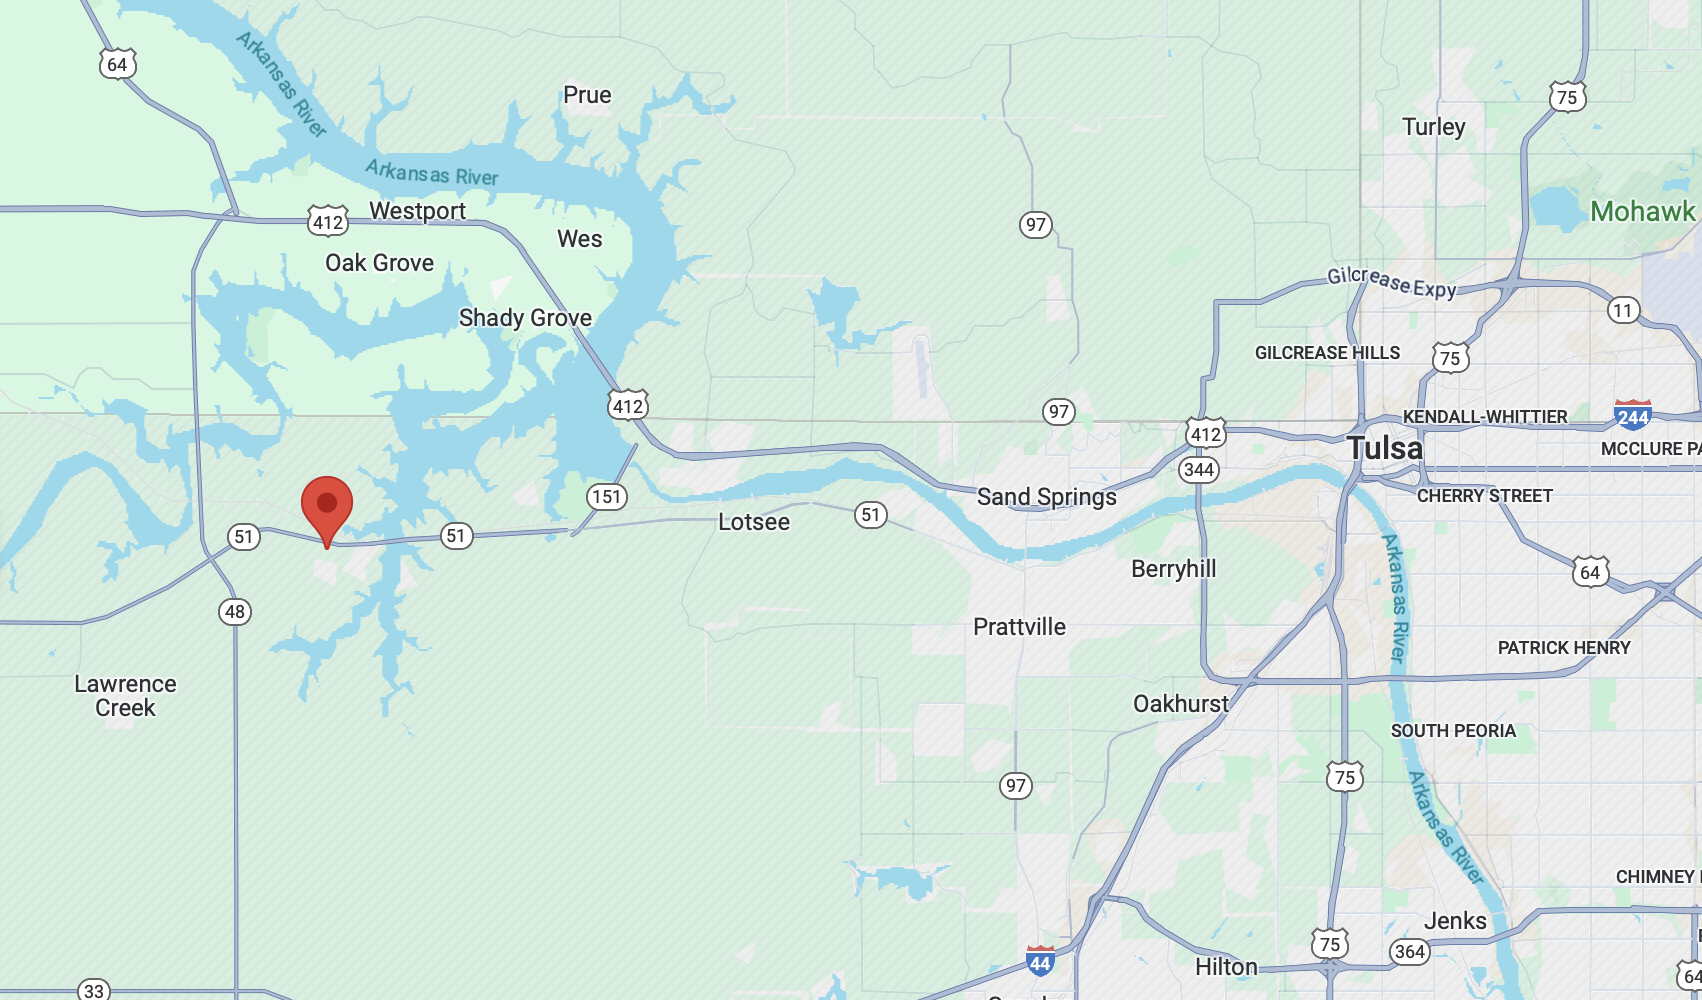 64
Arkansas River
Prue
75
Turley
Arkansas River
Westport
412
Mohawk
97
Wes
Oak Grove
Gilcrease Expy
11
Shady Grove
GILCREASE HILLS
75
412
97
KENDALL-WHITTIER
244
412
Tulsa
MCCLURE PA
344
151
Sand Springs
CHERRY STREET
51
51
Lotsee
51
Arkansas River
Berryhill
64
48
Prattville
PATRICK HENRY
Lawrence
Creek
Oakhurst
SOUTH PEORIA
97
75
Arkansas River
CHIMNEY
Jenks
75
364
44
Hilton
64
33